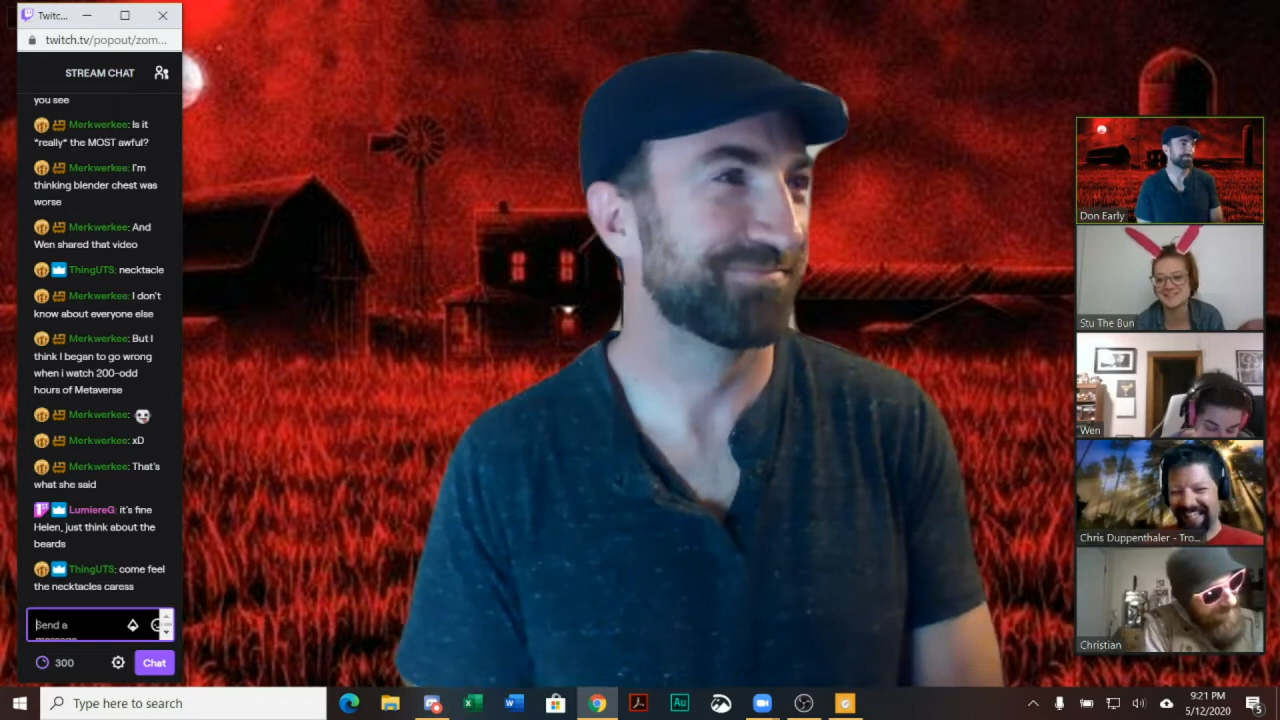 Twitc...
twitch.tv/popout/zom...
STREAM CHAT
you see
Merkwerkee: Is it
*really* the MOST awful?
Merkwerkee: I'm
thinking blender chest was
worse
Merkwerkee: And
Wen shared that video
ThingUTS: necktacle
Merkwerkee: I don't
know about everyone else
Merkwerkee: But I
think I began to go wrong
when i watch 200-odd
hours of Metaverse
Merkwerkee:
Merkwerkee: xD
Merkwerkee: That's
what she said
LumiereG: it's fine
Helen, just think about the
beards
ThingUTS: come feel
the necktacles caress
Send a
message
300
Chat
Don Early
Stu The Bun
Wen
Chris Duppenthaler - Tro...
Christian
Type here to search
X
W
Au
9:21 PM
5/12/2020
5